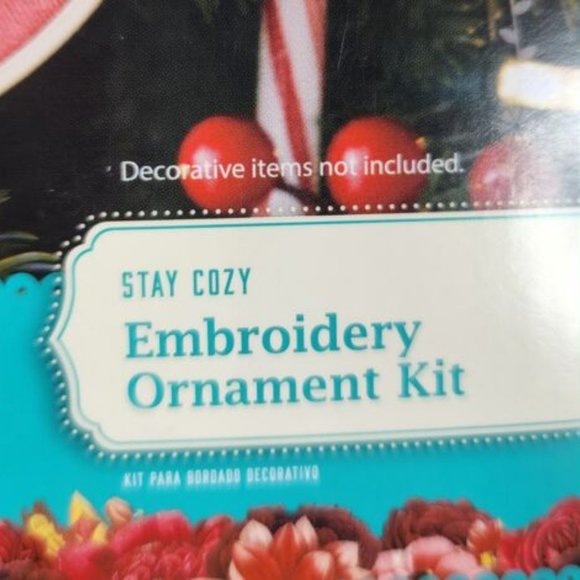 Decorative items not included.
STAY COZY
Embroidery
Ornament Kit
KIT PARA BORDADO DECORATIVO